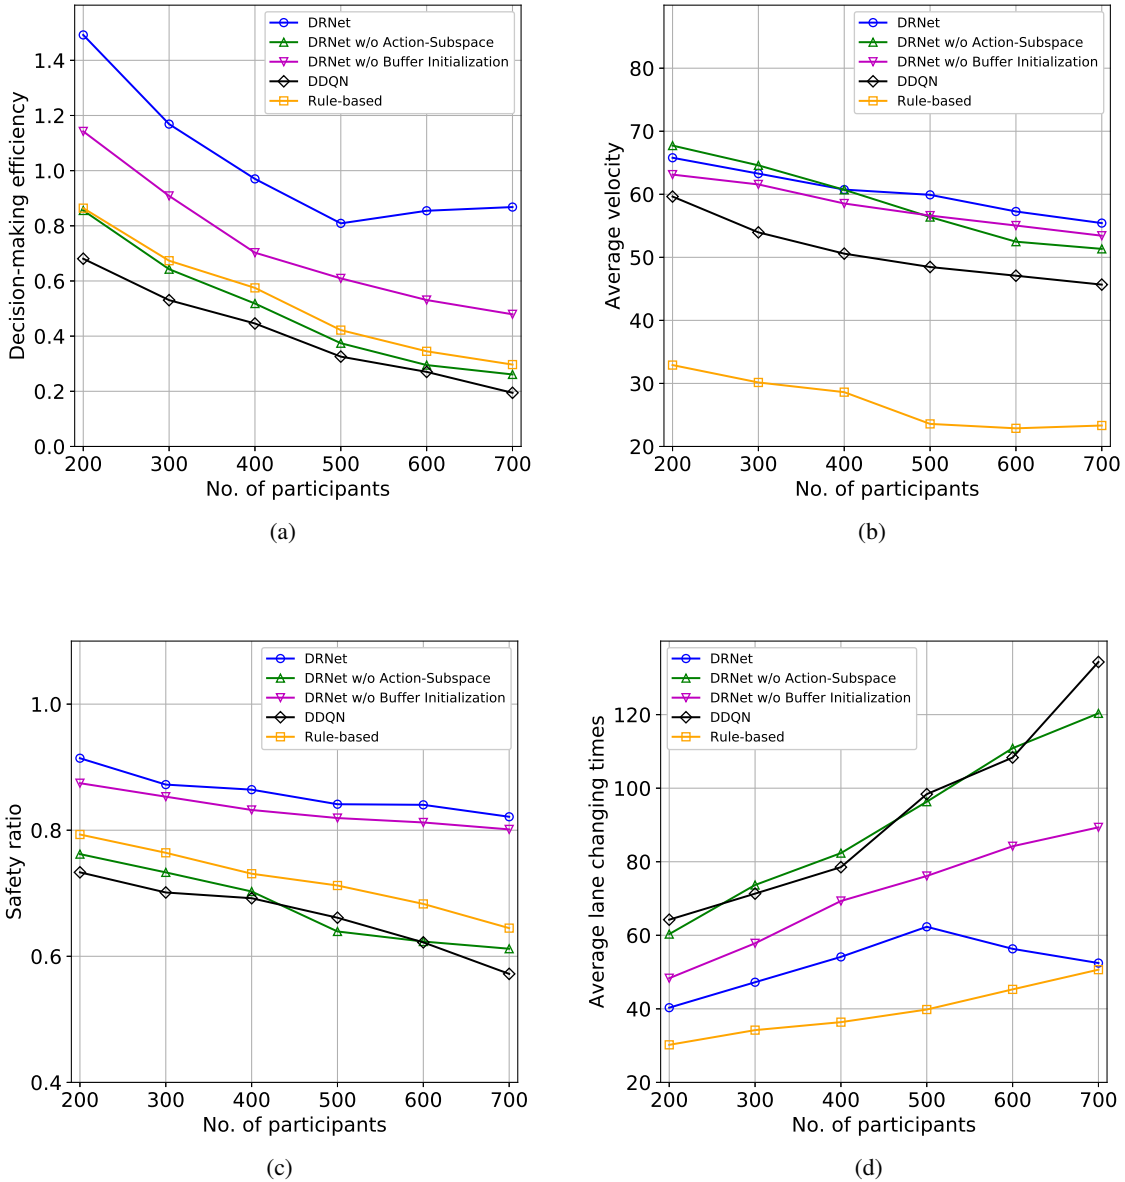 DRNet
DRNet w/o Action-Subspace
DRNet w/o Buffer Initialization
DDQN
Rule-based
1.4
1.2
1.0
0.8
0.6
0.4
0.2
0.0
Decision-making efficiency
200 300 400 500 600 700
No. of participants
(a)
DRNet
DRNet w/o Action-Subspace
DRNet w/o Buffer Initialization
DDQN
Rule-based
80
70
60
50
40
30
20
Average velocity
200 300 400 500 600 700
No. of participants
(b)
DRNet
DRNet w/o Action-Subspace
DRNet w/o Buffer Initialization
DDQN
Rule-based
1.0
0.8
0.6
0.4
Safety ratio
200 300 400 500 600 700
No. of participants
(c)
DRNet
DRNet w/o Action-Subspace
DRNet w/o Buffer Initialization
DDQN
Rule-based
120
100
80
60
40
20
Average lane changing times
200 300 400 500 600 700
No. of participants
(d)